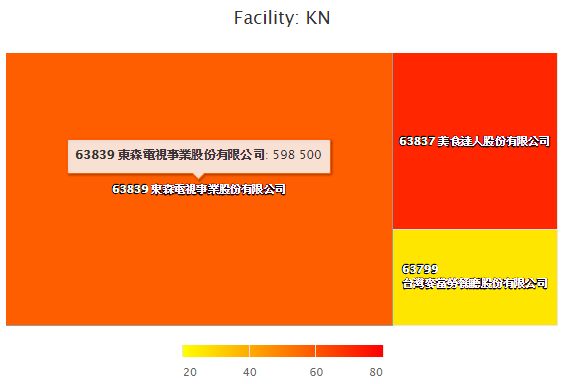 Facility: KN
63839 東森電視事業股份有限公司: 598 500
63839 東森電視事業股份有限公司
63837 美食達人股份有限公司
63799
台灣麥當勞餐廳股份有限公司
20 40 60 80